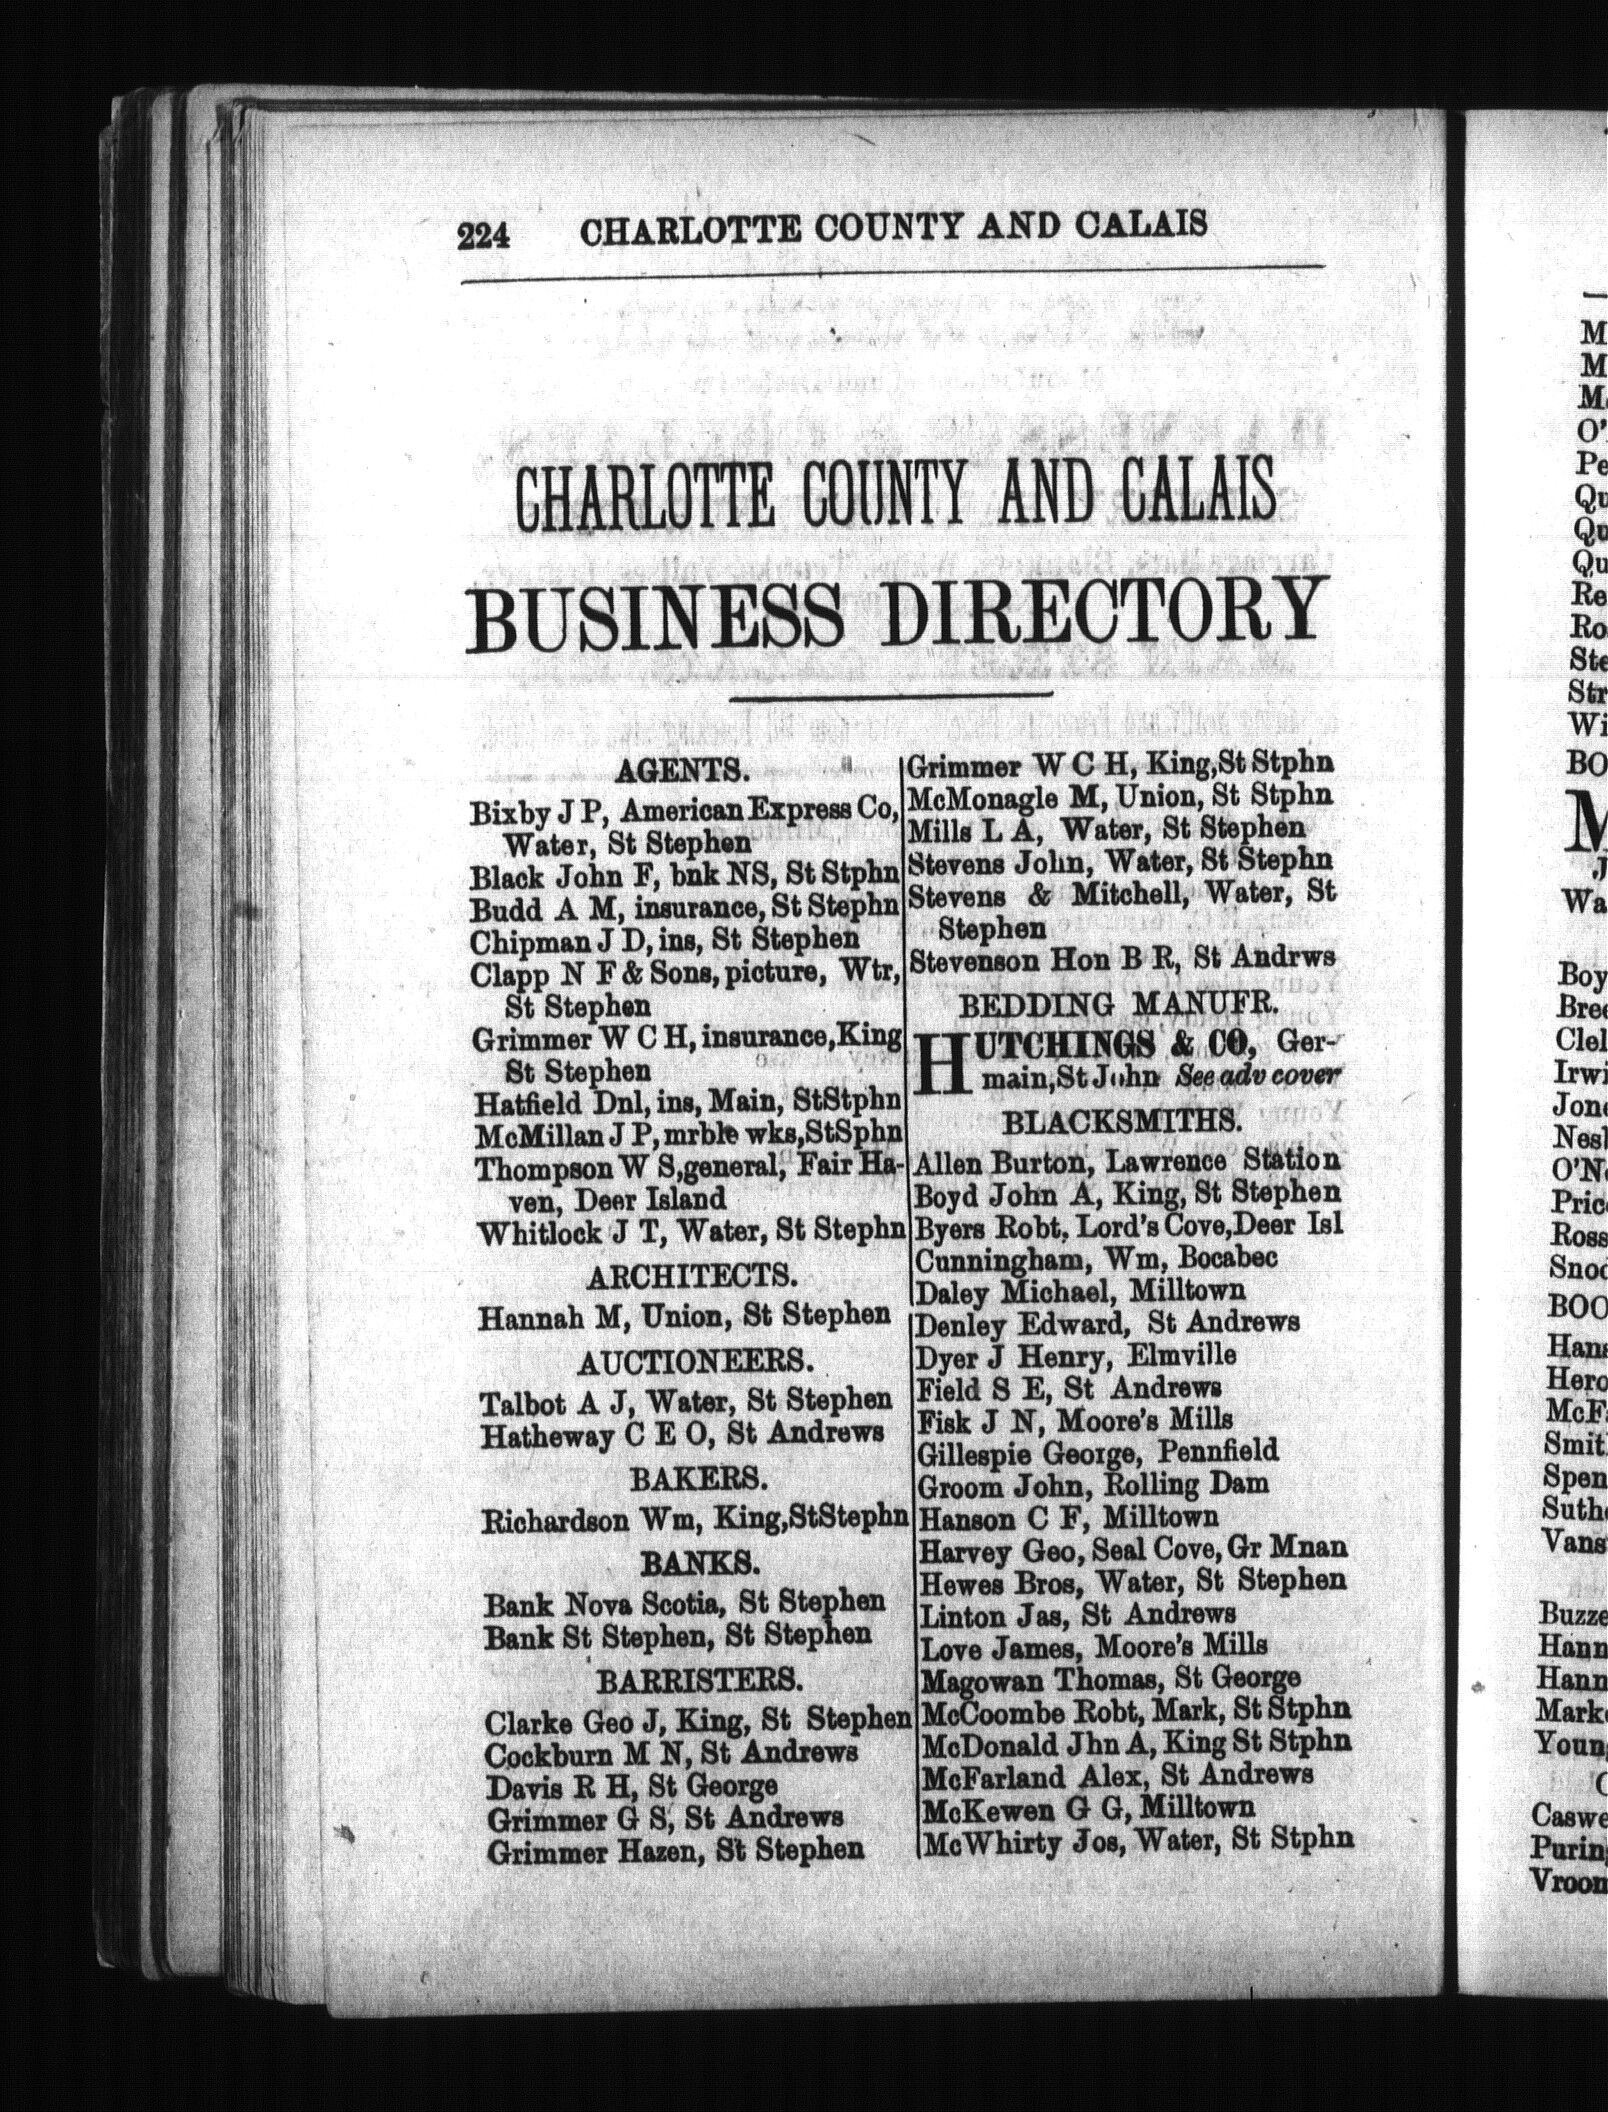 224 CHARLOTTE COUNTY AND CALAIS
CHARLOTTE COUNTY AND CALAIS
BUSINESS DIRECTORY
AGENTS.
Bixby J P, American Express Co,
Water, St Stephen
Black John F, bnk NS, St Stphn
Budd A M, insurance, St Stephn
Chipman J D, ins, St Stephen
Clapp N F & Sons, picture, Wtr,
St Stephen
Grimmer W C H, insurance, King
St Stephen
Hatfield Dnl, ins, Main, StStphn
McMillan J P, mrble wks, StSphn
Thompson W S, general, Fair Ha-
ven, Deer Island
Whitlock J T, Water, St Stephn
ARCHITECTS.
Hannah M, Union, St Stephen
AUCTIONEERS.
Talbot A J, Water, St Stephen
Hatheway C E O, St Andrews
BAKERS.
Richardson Wm, King, StStephn
BANKS.
Bank Nova Scotia, St Stephen
Bank St Stephen, St Stephen
BARRISTERS.
Clarke Geo J, King, St Stephen
Cockburn M N, St Andrews
Davis R H, St George
Grimmer G S, St Andrews
Grimmer Hazen, St Stephen
Grimmer W C H, King, St Stphn
McMonagle M, Union, St Stphn
Mills L A, Water, St Stephen
Stevens John, Water, St Stephn
Stevens & Mitchell, Water, St
Stephen
Stevenson Hon B R, St Andrws
BEDDING MANUFR.
HUTCHINGS & CO, Ger-
main, St John See adv cover
BLACKSMITHS.
Allen Burton, Lawrence Station
Boyd John A, King, St Stephen
Byers Robt, Lord's Cove, Deer Isl
Cunningham, Wm, Bocabec
Daley Michael, Milltown
Denley Edward, St Andrews
Dyer J Henry, Elmville
Field S E, St Andrews
Fisk J N, Moore's Mills
Gillespie George, Pennfield
Groom John, Rolling Dam
Hanson C F, Milltown
Harvey Geo, Seal Cove, Gr Mnan
Hewes Bros, Water, St Stephen
Linton Jas, St Andrews
Love James, Moore's Mills
Magowan Thomas, St George
McCoombe Robt, Mark, St Stphn
McDonald Jhn A, King St Stphn
McFarland Alex, St Andrews
McKewen G G, Milltown
McWhirty Jos, Water, St Stphn